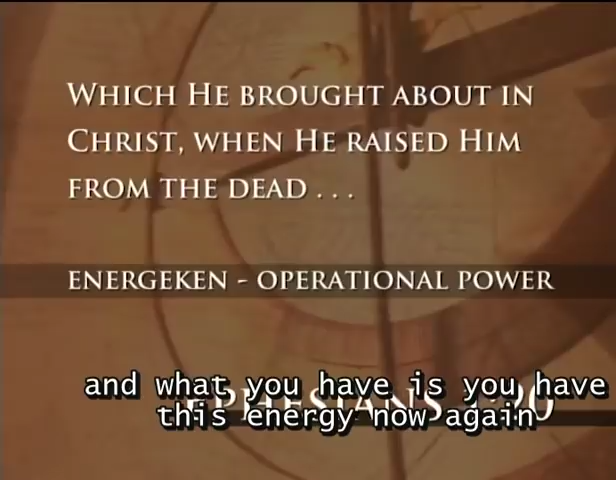 WHICH HE BROUGHT ABOUT IN
CHRIST, WHEN HE RAISED HIM
FROM THE DEAD . . .
ENERGEKEN - OPERATIONAL POWER
and what you have is you have
this energy now again
EPHESIANS